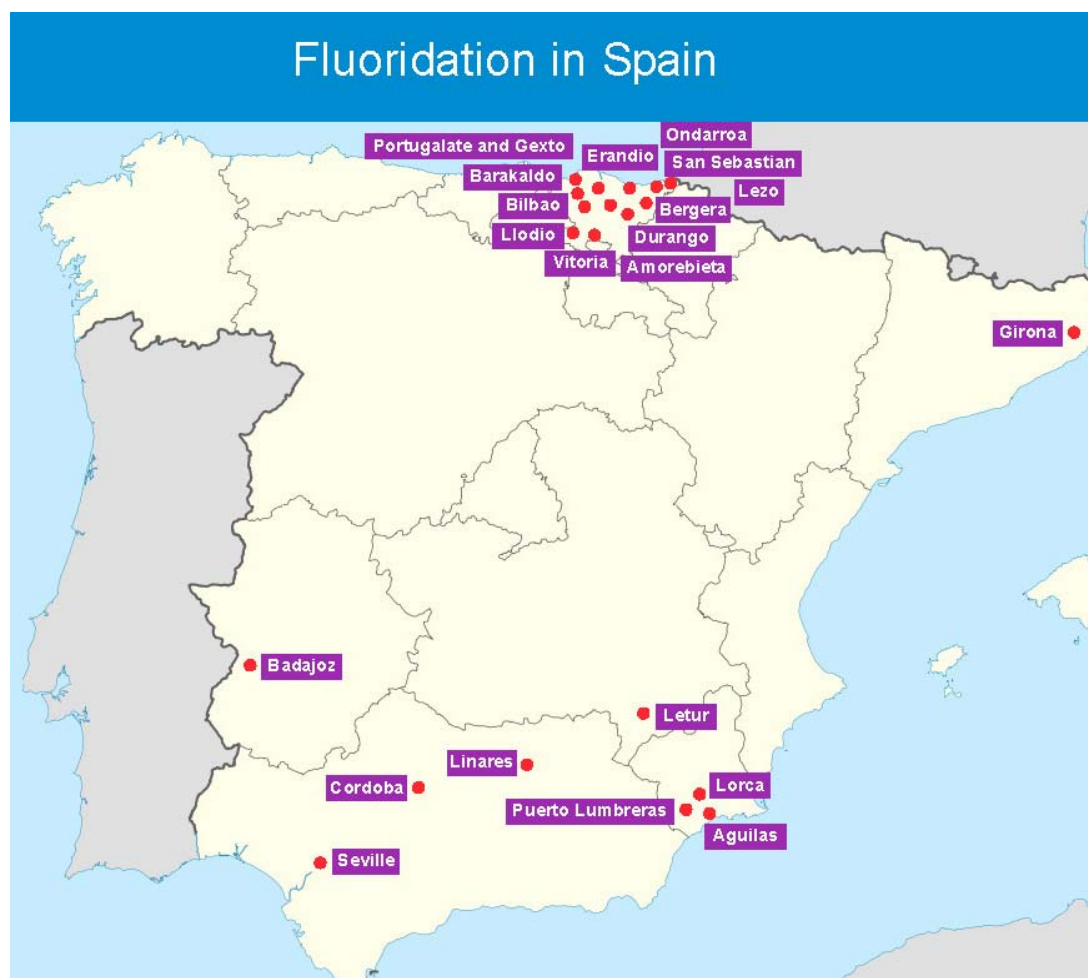 Fluoridation in Spain
Ondarroa
Portugalate and Gexto
Erandio
San Sebastian
Barakaldo
Lezo
Bilbao
Bergera
Llodio
Durango
Vitoria
Amorebieta
Girona
Badajoz
Letur
Linares
Cordoba
Lorca
Puerto Lumbreras
Aguilas
Seville